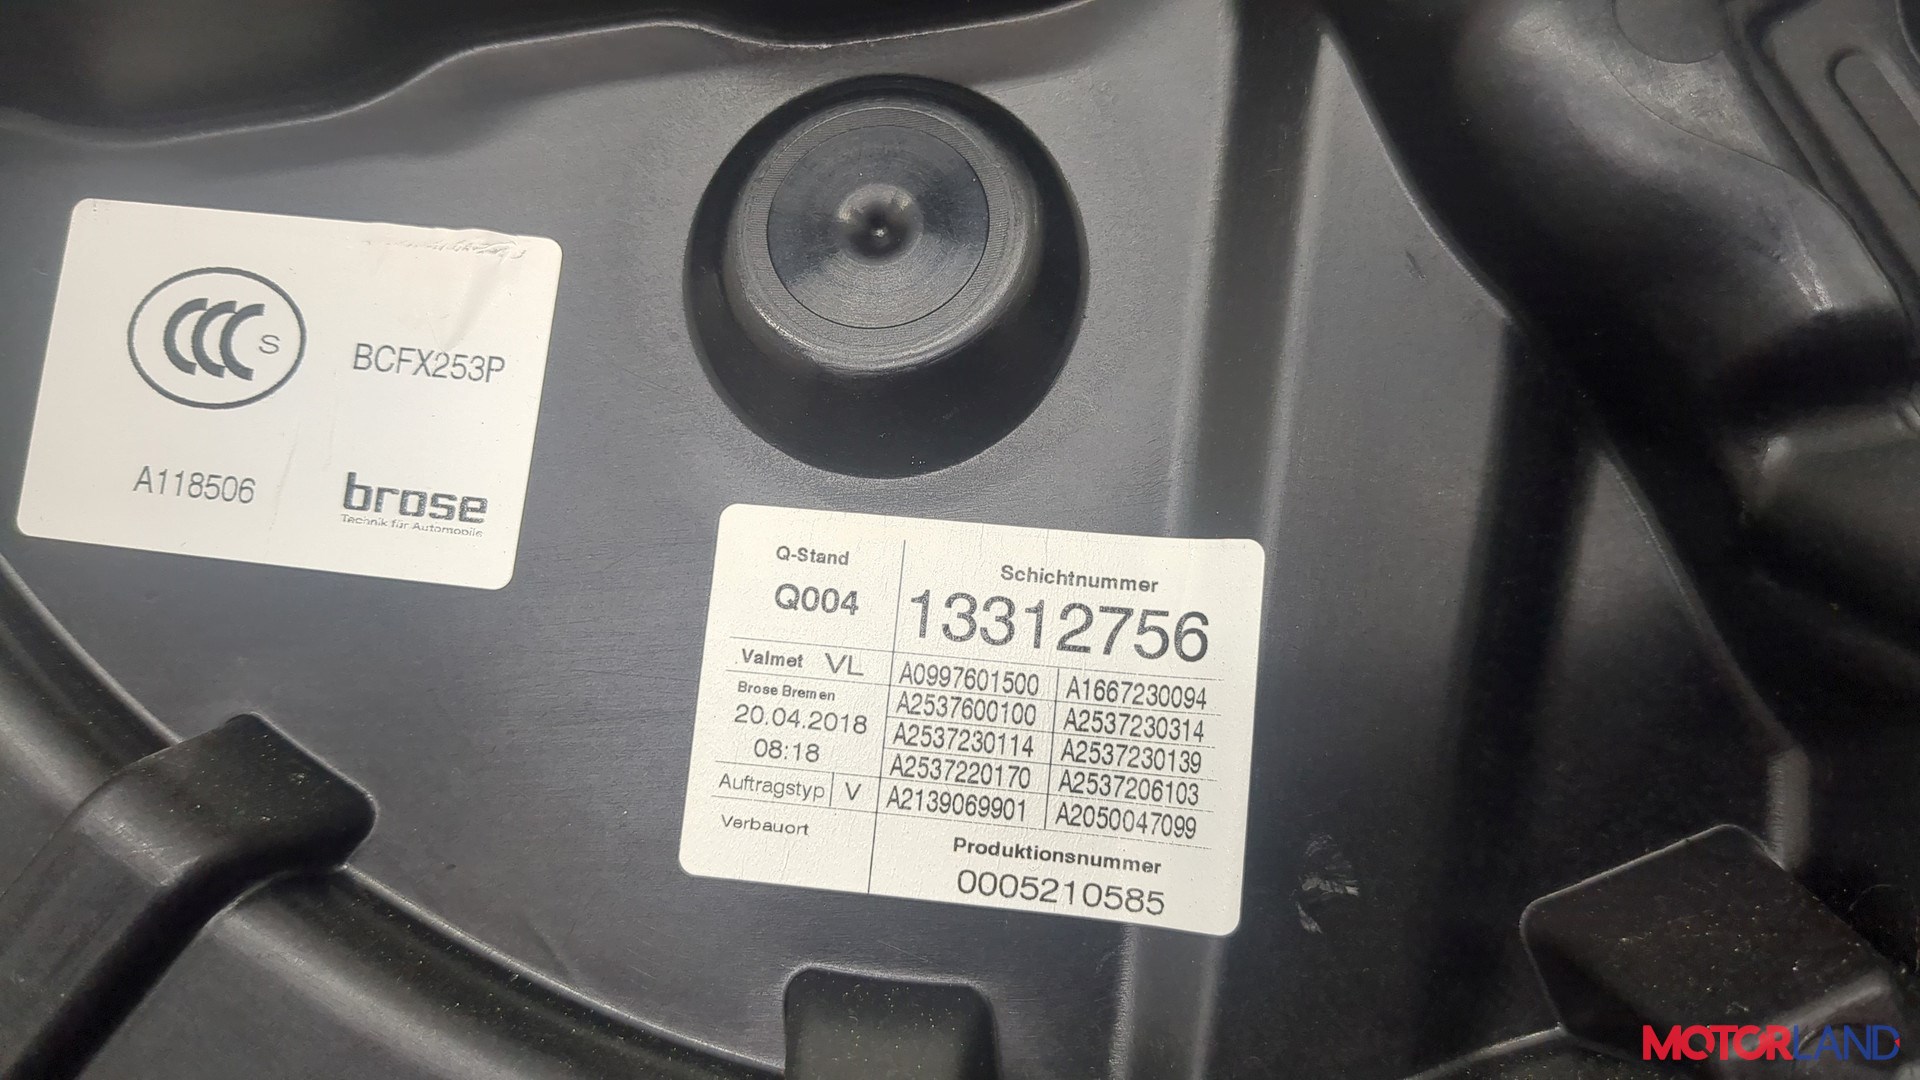 CCC S
BCFX253P
A118506
brose
Technik für Automobile
Q-Stand
Q004
Schichtnummer
13312756
Valmet VL
Brose Bremen
20.04.2018
08:18
Auftragstyp V
Verbauort
A0997601500 A1667230094
A2537600100 A2537230314
A2537230114 A2537230139
A2537220170 A2537206103
A2139069901 A2050047099
Produktionsnummer
0005210585
MOTORLAND